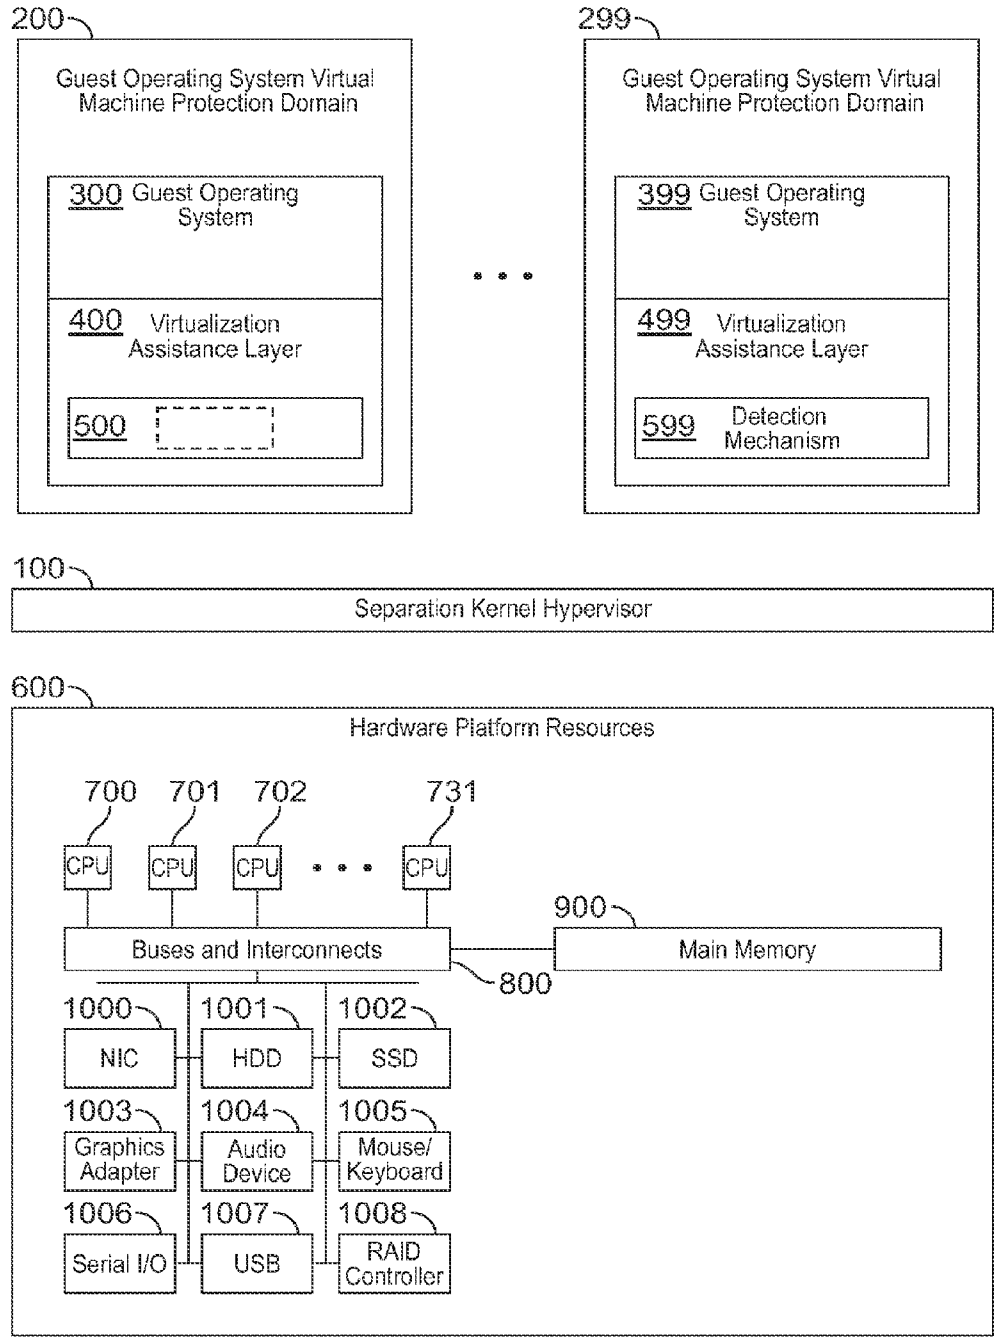 200
299
Guest Operating System Virtual
Machine Protection Domain
Guest Operating System Virtual
Machine Protection Domain
300 Guest Operating
System
399 Guest Operating
System
400 Virtualization
Assistance Layer
499 Virtualization
Assistance Layer
500
599 Detection
Mechanism
100
Separation Kernel Hypervisor
600
Hardware Platform Resources
700 701 702 731
CPU CPU CPU CPU
900
Buses and Interconnects
Main Memory
800
1000 1001 1002
NIC HDD SSD
1003 1004 1005
Graphics
Adapter
Audio
Device
Mouse/
Keyboard
1006 1007 1008
Serial I/O
USB
RAID
Controller